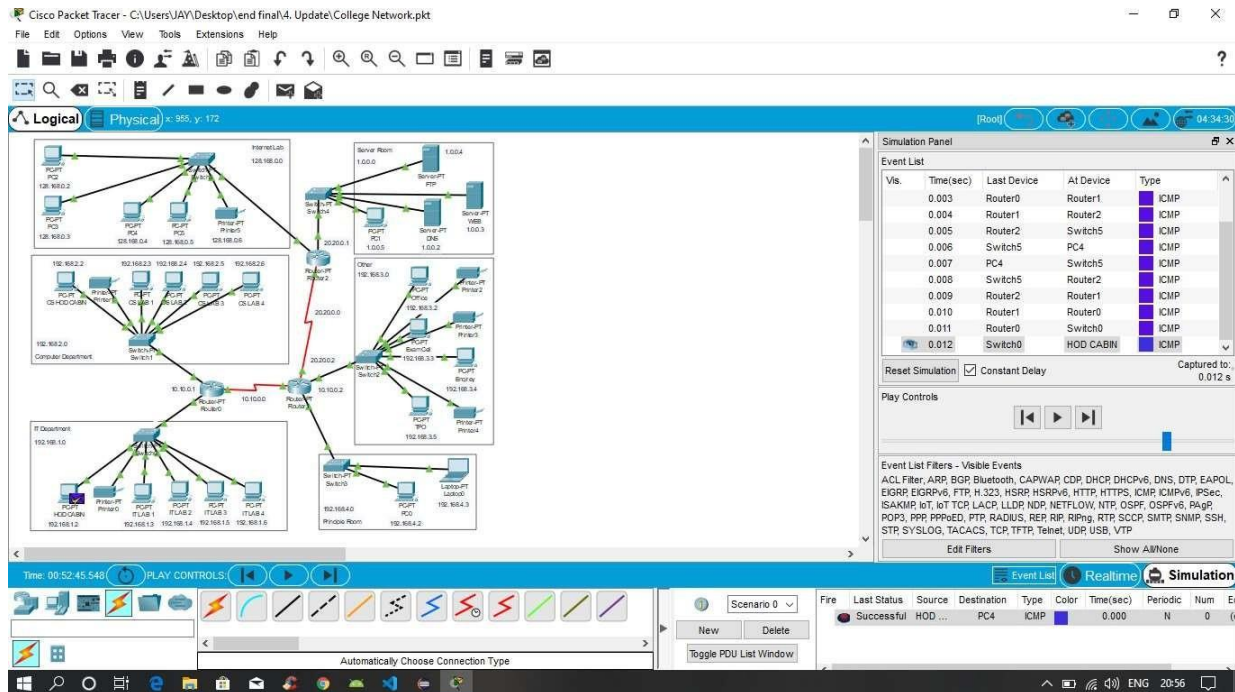 Cisco Packet Tracer - C:\Users\JAY\Desktop\end final\4. Update\College Network.pkt
File Edit Options View Tools Extensions Help
?
Logical Physical x: 955, y: 172 [Root] 04:34:30
Internet Lab
128.168.0.0
PC-PT
PC2
128.168.0.2
PC-PT
PC3
128.168.0.3
PC-PT
PC4
128.168.0.4
PC-PT
128.168.0.5
Printer-PT
Printer5
128.168.0.6
Server Room
1.0.0.0
1.0.0.4
Server-PT
FTP
Switch-PT
Switch4
Server-PT
WEB
1.0.0.3
PC-PT
PC1
1.0.0.5
Server-PT
DNS
1.0.0.2
20.20.0.1
Router-PT
Router2
192.168.2.2 192.168.2.3 192.168.2.4 192.168.2.5 192.168.2.6
PC-PT
CS HOD CABIN
Printer-PT
PC-PT
CS LAB 1
PC-PT
CS LAB 3
PC-PT
CS LAB 4
192.168.2.0
Computer Department
Switch-PT
Switch1
20.20.0.0
20.20.0.2
Other
192.168.3.0
PC-PT
Office
192.168.3.2
Printer-PT
Printer2
Printer-PT
Printer3
PC-PT
ExamCell
192.168.3.3
Switch-PT
Switch2
PC-PT
192.168.3.4
PC-PT
TPO
192.168.3.5
Printer-PT
Printer4
10.10.0.1
Router-PT
Router0
10.10.0.0
Router-PT
10.10.0.2
IT Department
192.168.1.0
PC-PT
HOD CABIN
192.168.1.2
Printer-PT
Printer0
PC-PT
ITLAB 1
192.168.1.3
PC-PT
ITLAB 2
192.168.1.4
PC-PT
ITLAB 3
192.168.1.5
PC-PT
ITLAB 4
192.168.1.6
Switch-PT
Switch3
192.168.4.0
Principle Room
PC-PT
PC0
192.168.4.2
Laptop-PT
Laptop0
192.168.4.3
Simulation Panel
Event List
Vis. Time(sec) Last Device At Device Type
0.003 Router0 Router1 ICMP
0.004 Router1 Router2 ICMP
0.005 Router2 Switch5 ICMP
0.006 Switch5 PC4 ICMP
0.007 PC4 Switch5 ICMP
0.008 Switch5 Router2 ICMP
0.009 Router2 Router1 ICMP
0.010 Router1 Router0 ICMP
0.011 Router0 Switch0 ICMP
0.012 Switch0 HOD CABIN ICMP
Reset Simulation Constant Delay Captured to:
0.012 s
Play Controls
Event List Filters - Visible Events
ACL Filter, ARP, BGP, Bluetooth, CAPWAP, CDP, DHCP, DHCPv6, DNS, DTP, EAPOL,
EIGRP, EIGRPv6, FTP, H.323, HSRP, HSRPv6, HTTP, HTTPS, ICMP, ICMPv6, IPSec,
ISAKMP, IoT, IoT TCP, LACP, LLDP, NDP, NETFLOW, NTP, OSPF, OSPFv6, PAgP,
POP3, PPP, PPPoED, PTP, RADIUS, REP, RIP, RIPng, RTP, SCCP, SMTP, SNMP, SSH,
STP, SYSLOG, TACACS, TCP, TFTP, Telnet, UDP, USB, VTP
Edit Filters Show All/None
Time: 00:52:45.548 PLAY CONTROLS: Event List Realtime Simulation
Scenario 0
New Delete
Toggle PDU List Window
Fire Last Status Source Destination Type Color Time(sec) Periodic Num
Successful HOD ... PC4 ICMP 0.000 N 0
Automatically Choose Connection Type
ENG 20:56